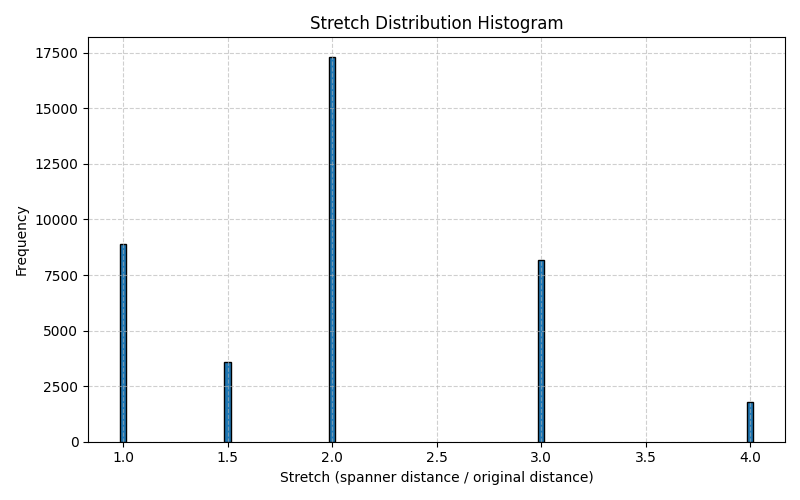 Stretch Distribution Histogram
Frequency
17500
15000
12500
10000
7500
5000
2500
0
1.0 1.5 2.0 2.5 3.0 3.5 4.0
Stretch (spanner distance / original distance)